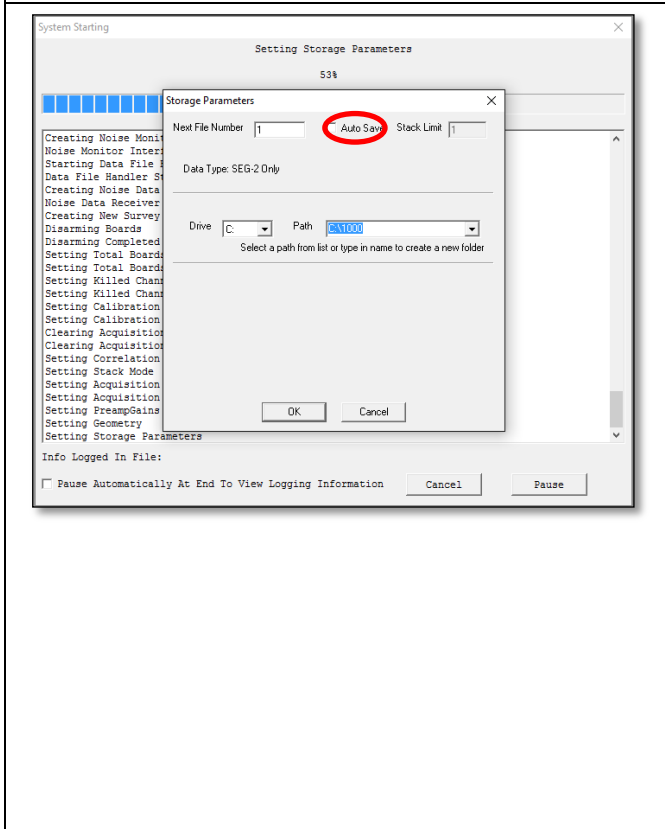 System Starting
Setting Storage Parameters
53%
Storage Parameters
Next File Number 1 Auto Save Stack Limit 1
Data Type: SEG-2 Only
Drive C: Path C:\1000
Select a path from list or type in name to create a new folder
OK Cancel
Creating Noise Monit
Noise Monitor Inter
Starting Data File
Data File Handler S
Creating Noise Data
Noise Data Receiver
Creating New Survey
Disarming Boards
Disarming Completed
Setting Total Boards
Setting Total Boards
Setting Killed Chan
Setting Killed Chan
Setting Calibration
Setting Calibration
Clearing Acquisition
Clearing Acquisition
Setting Correlation
Setting Stack Mode
Setting Acquisition
Setting Acquisition
Setting PreampGains
Setting Geometry
Setting Storage Parameters
Info Logged In File:
Pause Automatically At End To View Logging Information Cancel Pause